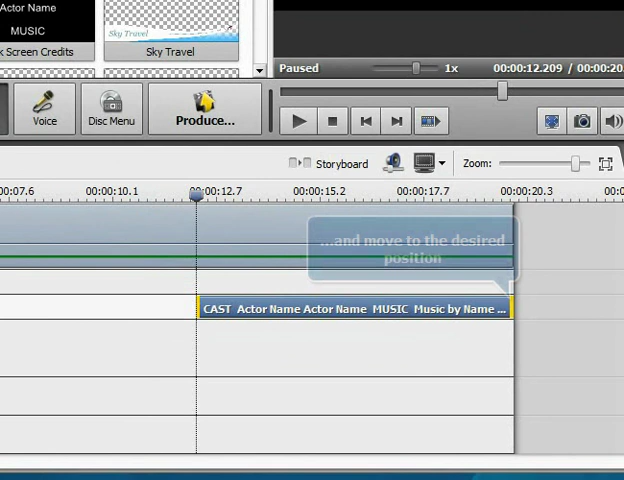 Actor Name
MUSIC
k Screen Credits
Sky Travel
Sky Travel
Paused
1x
00:00:12.209 / 00:00:20.
Voice
Disc Menu
Produce...
Storyboard
Zoom:
00:07.6
00:00:10.1
00:00:12.7
00:00:15.2
00:00:17.7
00:00:20.3
00:0
...and move to the desired
position
CAST Actor Name Actor Name MUSIC Music by Name ...